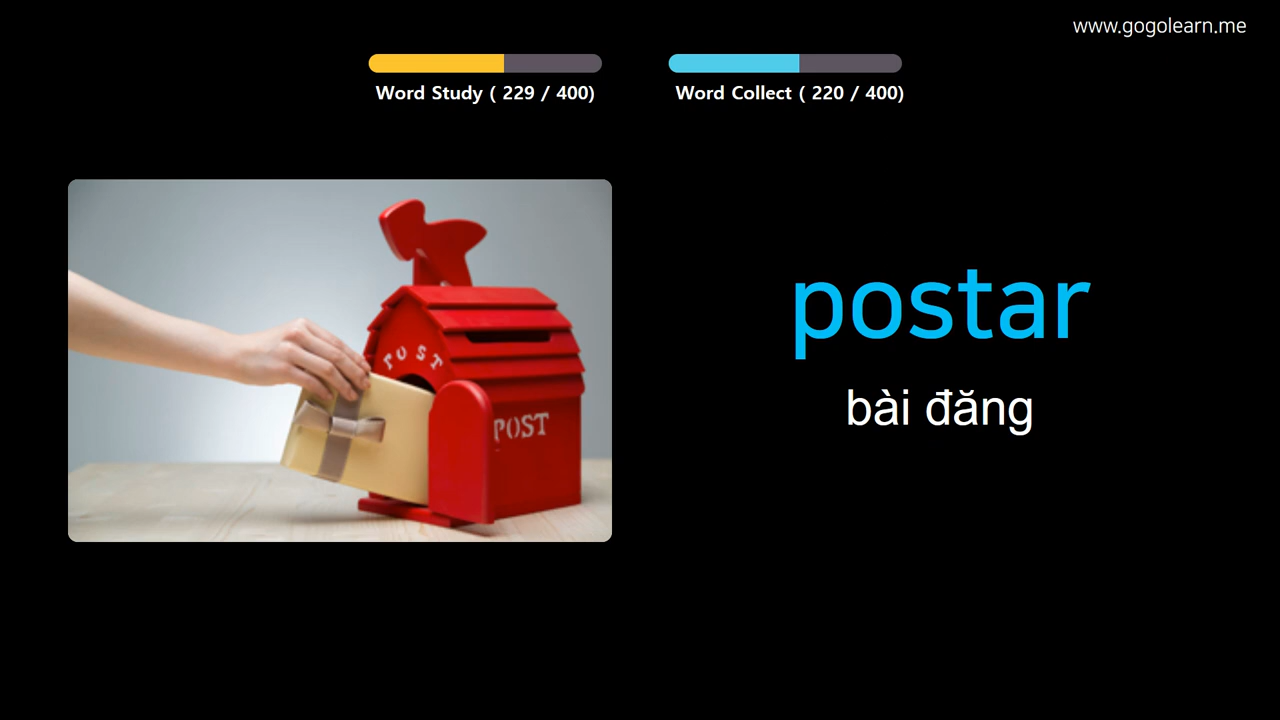 www.gogolearn.me
Word Study ( 229 / 400)
Word Collect ( 220 / 400)
POST
POST
postar
bài đăng